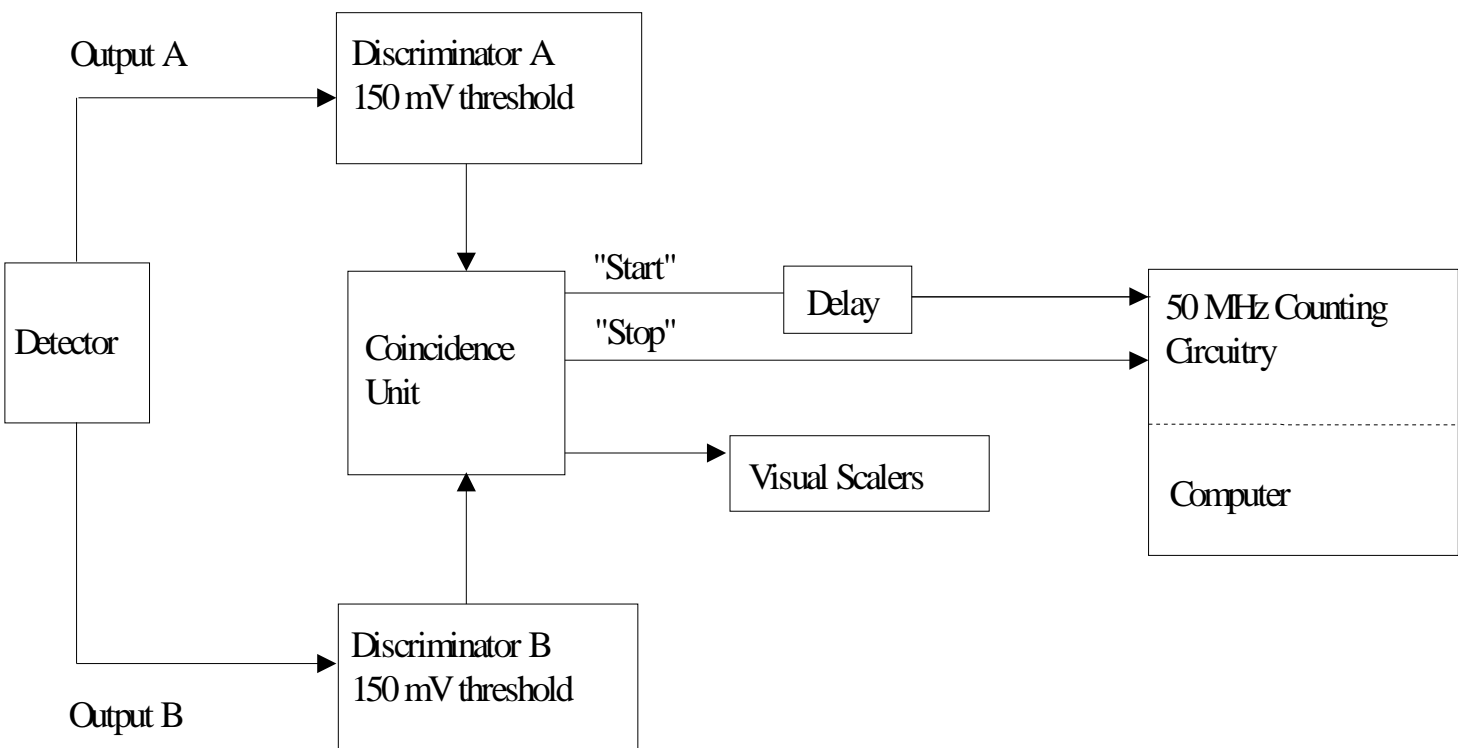 Output A
Discriminator A
150 mV threshold
Detector
Coincidence
Unit
"Start"
Delay
"Stop"
50 MHz Counting
Circuitry
Visual Scalers
Computer
Discriminator B
150 mV threshold
Output B